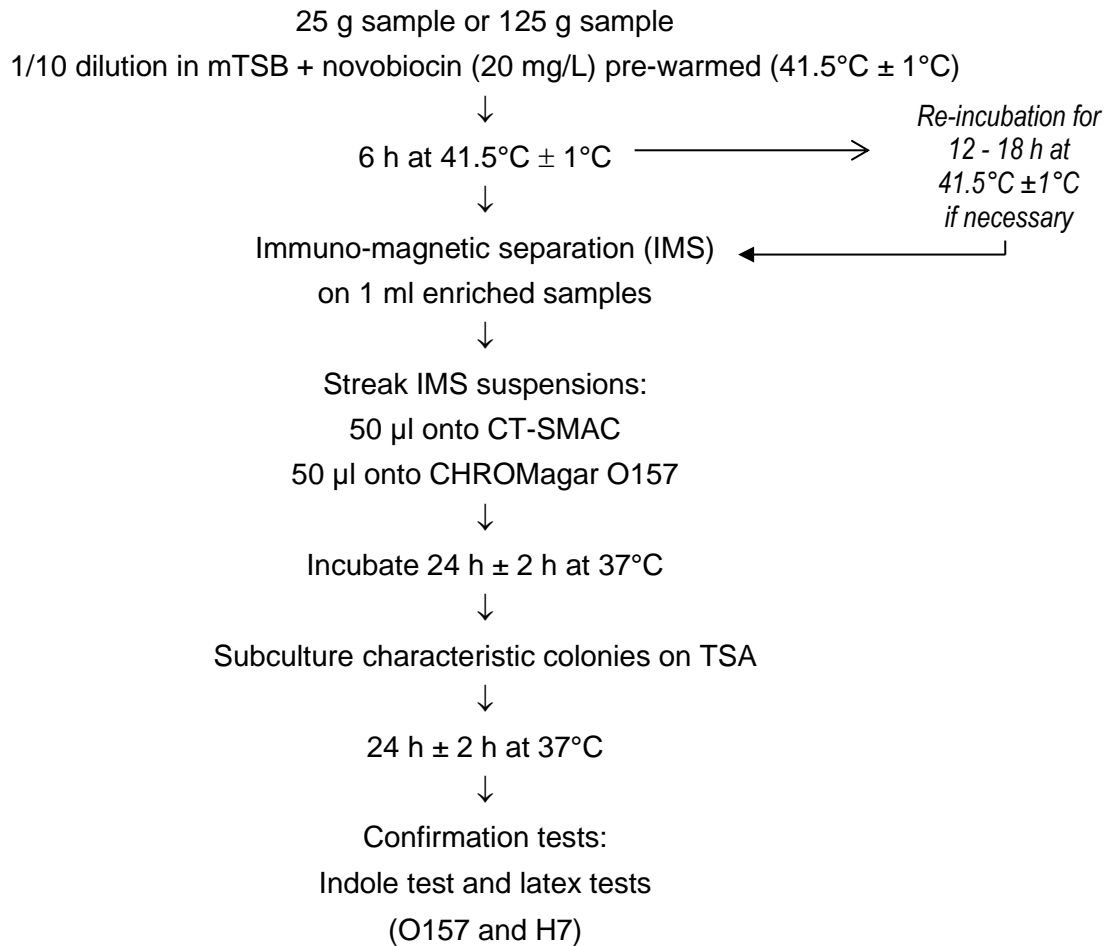 25 g sample or 125 g sample
1/10 dilution in mTSB + novobiocin (20 mg/L) pre-warmed (41.5°C ± 1°C)
↓
6 h at 41.5°C ± 1°C
Re-incubation for
12 - 18 h at
41.5°C ±1°C
if necessary
↓
Immuno-magnetic separation (IMS)
on 1 ml enriched samples
↓
Streak IMS suspensions:
50 µl onto CT-SMAC
50 µl onto CHROMagar O157
↓
Incubate 24 h ± 2 h at 37°C
↓
Subculture characteristic colonies on TSA
↓
24 h ± 2 h at 37°C
↓
Confirmation tests:
Indole test and latex tests
(O157 and H7)